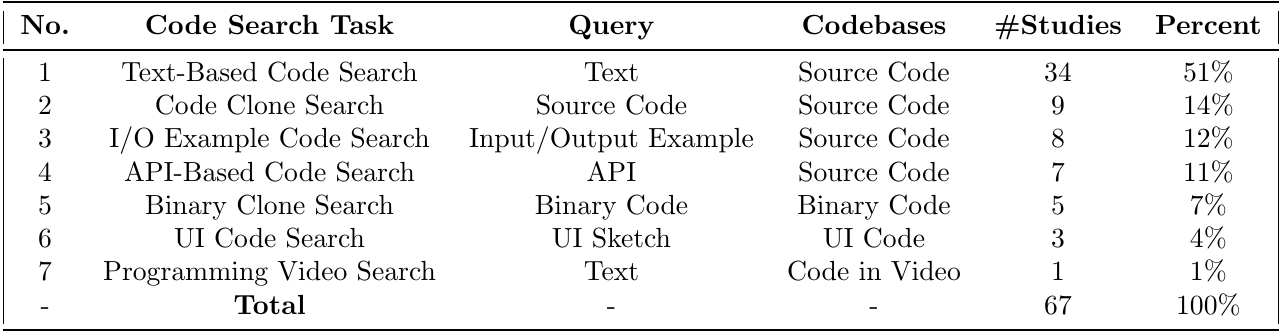 No. Code Search Task Query Codebases #Studies Percent
1 Text-Based Code Search Text Source Code 34 51%
2 Code Clone Search Source Code Source Code 9 14%
3 I/O Example Code Search Input/Output Example Source Code 8 12%
4 API-Based Code Search API Source Code 7 11%
5 Binary Clone Search Binary Code Binary Code 5 7%
6 UI Code Search UI Sketch UI Code 3 4%
7 Programming Video Search Text Code in Video 1 1%
- Total - - 67 100%